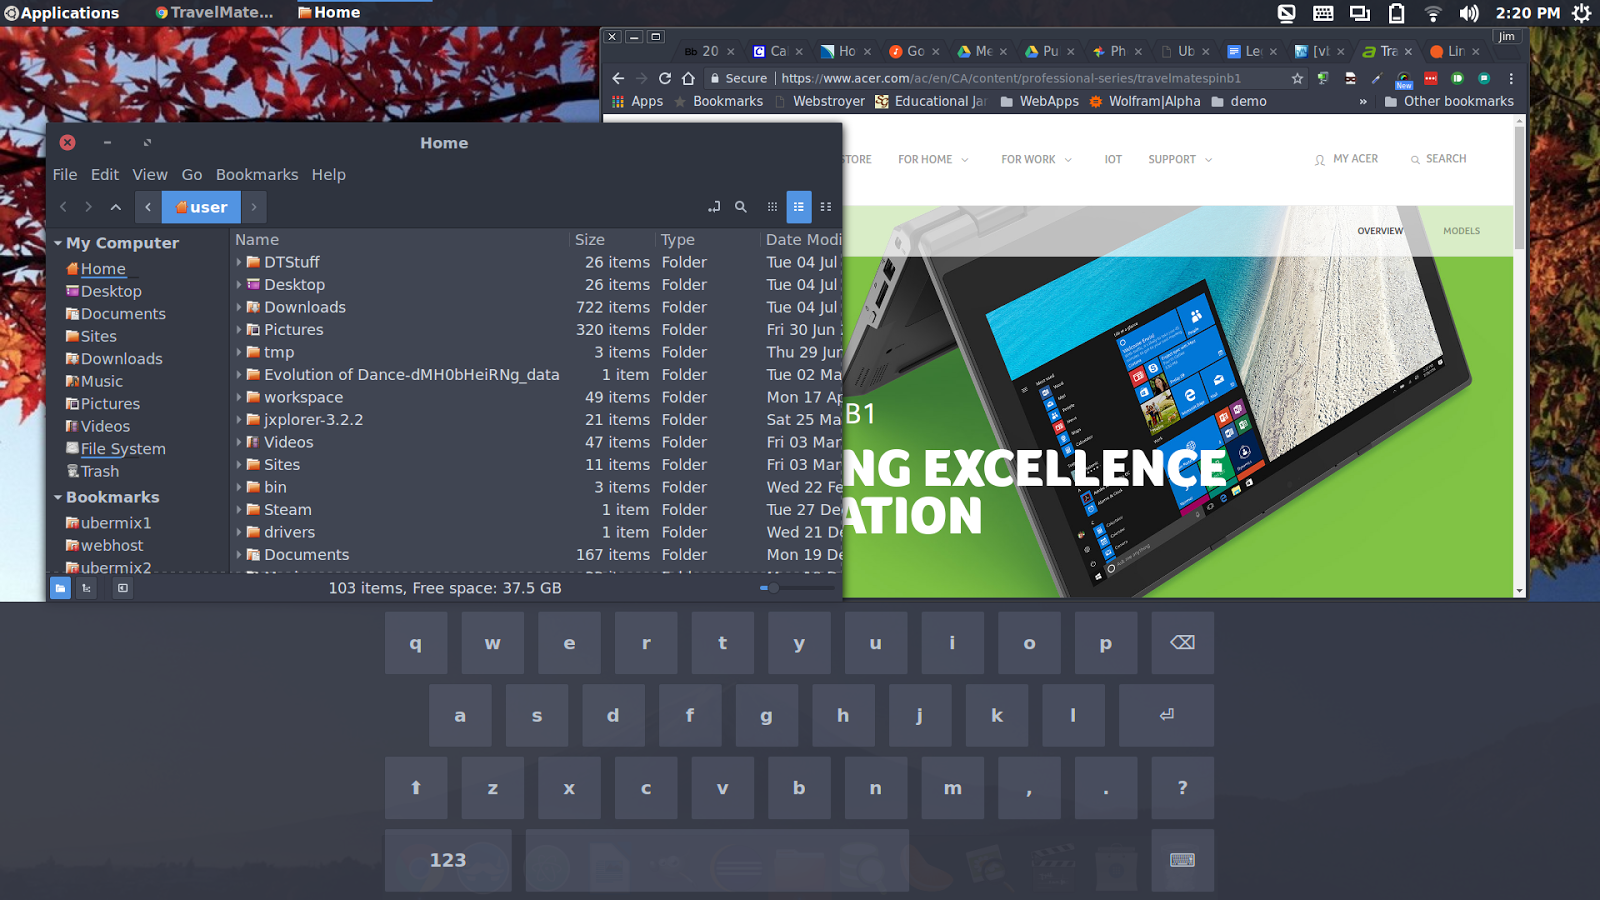 Applications
TravelMate...
Home
2:20 PM
Jim
Bb 20
Cal
Ho
Go
Me
Pu
Ph
Ub
Le
[vl
Tra
Lin
Secure
https://www.acer.com/ac/en/CA/content/professional-series/travelmatespinb1
New
Apps
Bookmarks
Webstroyer
Educational Jar
WebApps
Wolfram|Alpha
demo
»
Other bookmarks
STORE
FOR HOME
FOR WORK
IOT
SUPPORT
MY ACER
SEARCH
OVERVIEW
MODELS
B1
NG EXCELLENCE
ATION
Home
File Edit View Go Bookmarks Help
user
My Computer
Home
Desktop
Documents
Sites
Downloads
Music
Pictures
Videos
File System
Trash
Bookmarks
ubermix1
webhost
ubermix2
Name Size Type Date Modi
DTStuff 26 items Folder Tue 04 Jul
Desktop 26 items Folder Tue 04 Jul
Downloads 722 items Folder Tue 04 Jul
Pictures 320 items Folder Fri 30 Jun
tmp 3 items Folder Thu 29 Jun
Evolution of Dance-dMH0bHeiRNg_data 1 item Folder Tue 02 Ma
workspace 49 items Folder Mon 17 Ap
jxplorer-3.2.2 21 items Folder Sat 25 Ma
Videos 47 items Folder Fri 03 Mar
Sites 11 items Folder Fri 03 Mar
bin 3 items Folder Wed 22 Fe
Steam 1 item Folder Tue 27 De
drivers 1 item Folder Wed 21 De
Documents 167 items Folder Mon 19 De
103 items, Free space: 37.5 GB
q w e r t y u i o p ⌫
a s d f g h j k l ⏎
⬆ z x c v b n m , . ?
123